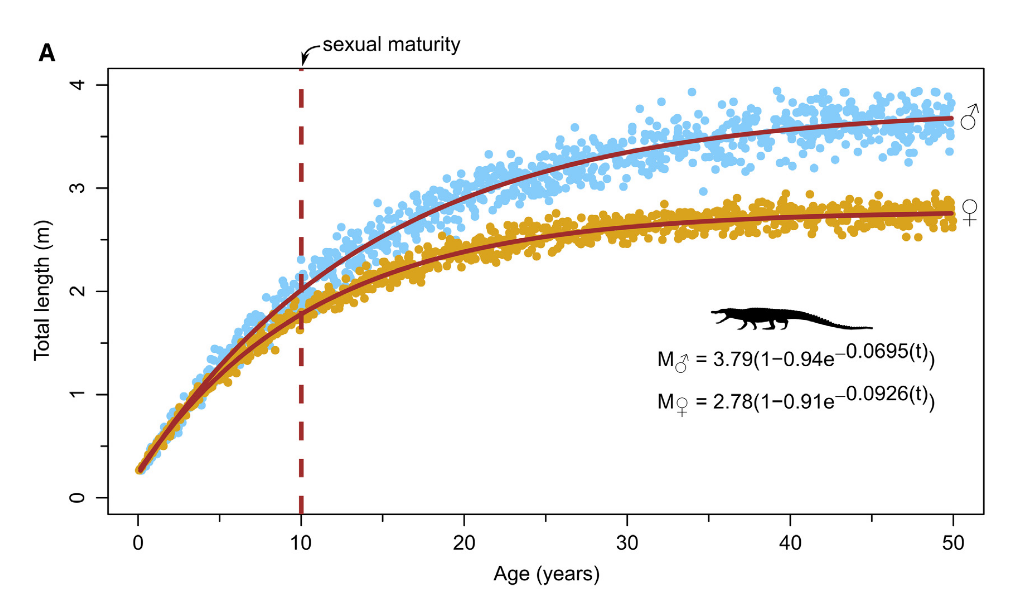 A
sexual maturity
4
3
2
1
0
Total length (m)
♂
♀
M♂ = 3.79(1−0.94e−0.0695(t))
M♀ = 2.78(1−0.91e−0.0926(t))
0 10 20 30 40 50
Age (years)